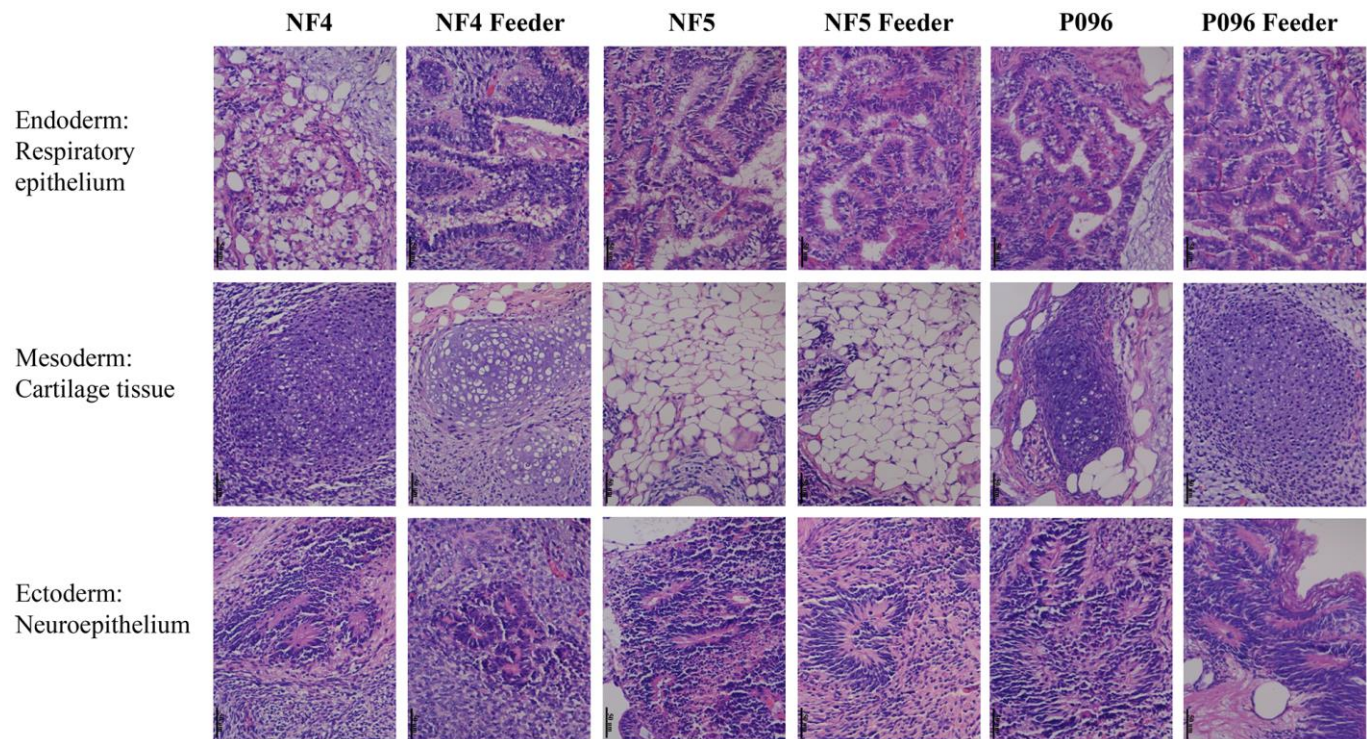 NF4 NF4 Feeder NF5 NF5 Feeder P096 P096 Feeder
Endoderm:
Respiratory
epithelium
Mesoderm:
Cartilage tissue
Ectoderm:
Neuroepithelium